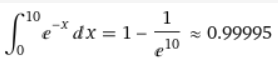 ∫₀¹⁰ e⁻ˣ dx = 1 − 1/e¹⁰ ≈ 0.99995